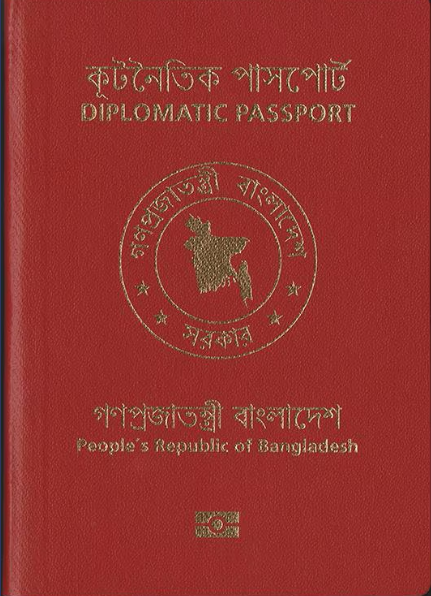 কূটনৈতিক পাসপোর্ট
DIPLOMATIC PASSPORT
গণপ্রজাতন্ত্রী বাংলাদেশ
সরকার
গণপ্রজাতন্ত্রী বাংলাদেশ
People's Republic of Bangladesh